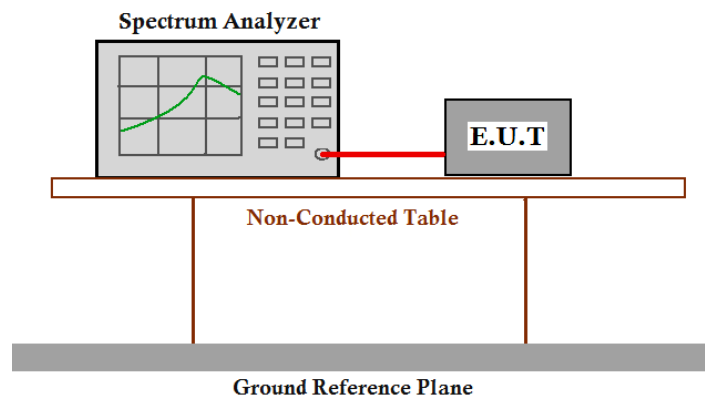 Spectrum Analyzer
E.U.T
Non-Conducted Table
Ground Reference Plane